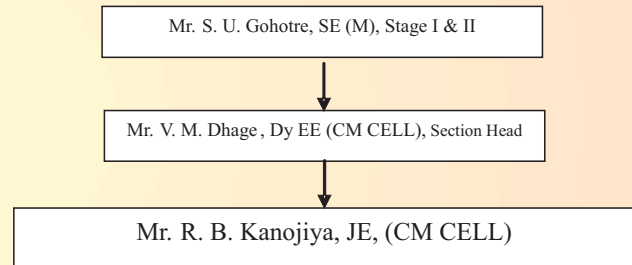 Mr. S. U. Gohotre, SE (M), Stage I & II
Mr. V. M. Dhage , Dy EE (CM CELL), Section Head
Mr. R. B. Kanojiya, JE, (CM CELL)